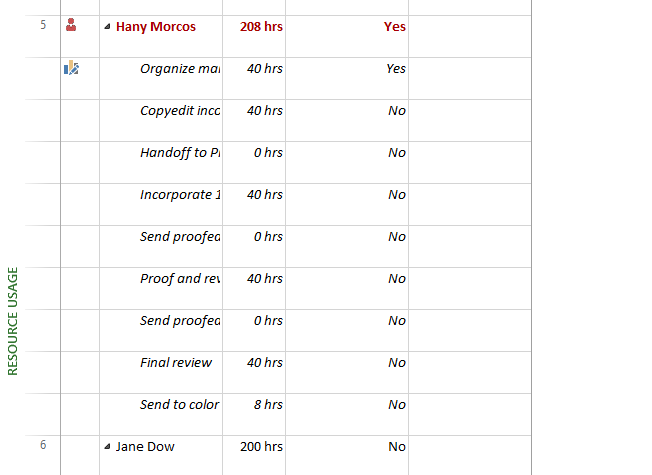 5 Hany Morcos 208 hrs Yes
Organize mai 40 hrs Yes
Copyedit inco 40 hrs No
Handoff to Pr 0 hrs No
Incorporate 1 40 hrs No
Send proofed 0 hrs No
Proof and rev 40 hrs No
Send proofed 0 hrs No
Final review 40 hrs No
Send to color 8 hrs No
6 Jane Dow 200 hrs No
RESOURCE USAGE